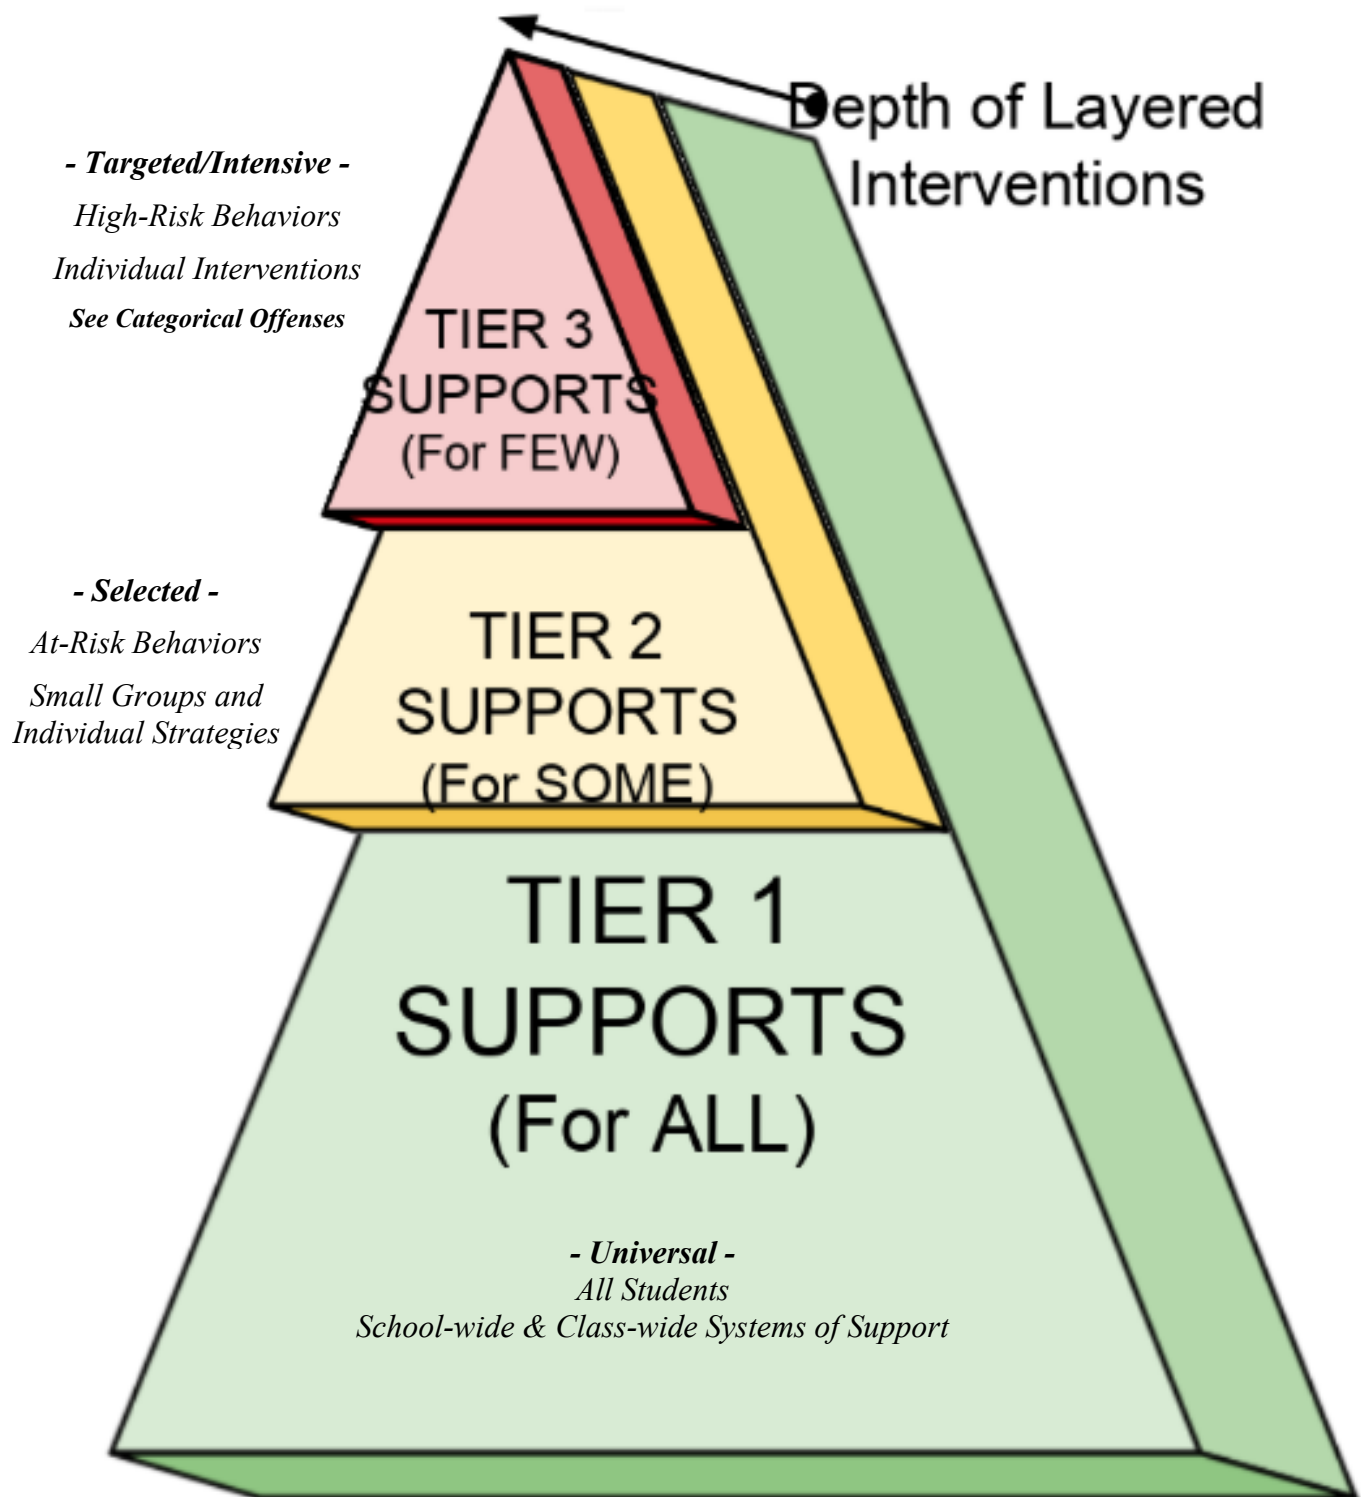 Depth of Layered
Interventions
- Targeted/Intensive -
High-Risk Behaviors
Individual Interventions
See Categorical Offenses
TIER 3
SUPPORTS
(For FEW)
- Selected -
At-Risk Behaviors
Small Groups and
Individual Strategies
TIER 2
SUPPORTS
(For SOME)
TIER 1
SUPPORTS
(For ALL)
- Universal -
All Students
School-wide & Class-wide Systems of Support